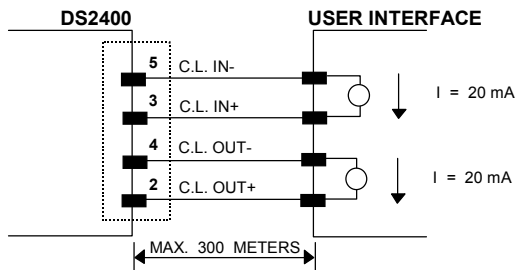 DS2400 USER INTERFACE
5 C.L. IN-
I = 20 mA
3 C.L. IN+
4 C.L. OUT-
I = 20 mA
2 C.L. OUT+
MAX. 300 METERS